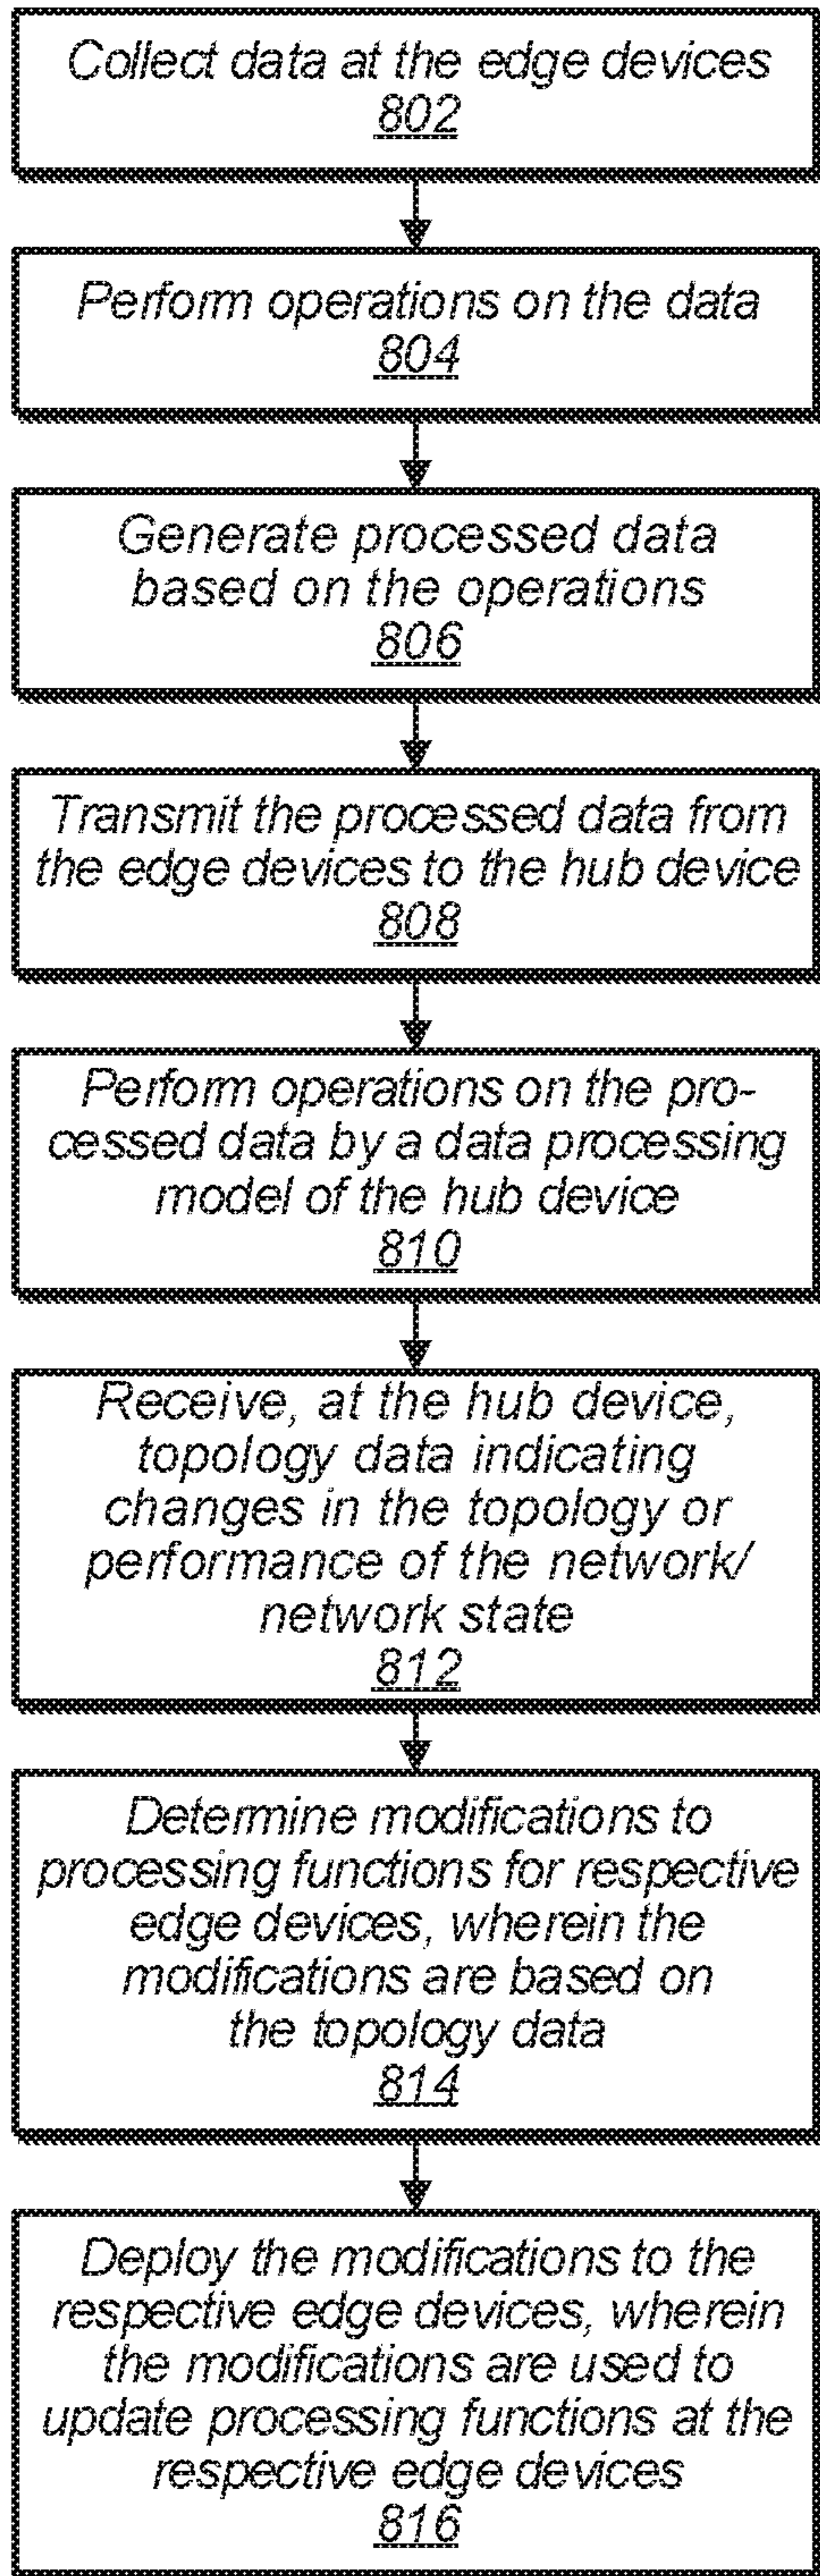 Collect data at the edge devices
802
Perform operations on the data
804
Generate processed data
based on the operations
806
Transmit the processed data from
the edge devices to the hub device
808
Perform operations on the pro-
cessed data by a data processing
model of the hub device
810
Receive, at the hub device,
topology data indicating
changes in the topology or
performance of the network/
network state
812
Determine modifications to
processing functions for respective
edge devices, wherein the
modifications are based on
the topology data
814
Deploy the modifications to the
respective edge devices, wherein
the modifications are used to
update processing functions at the
respective edge devices
816